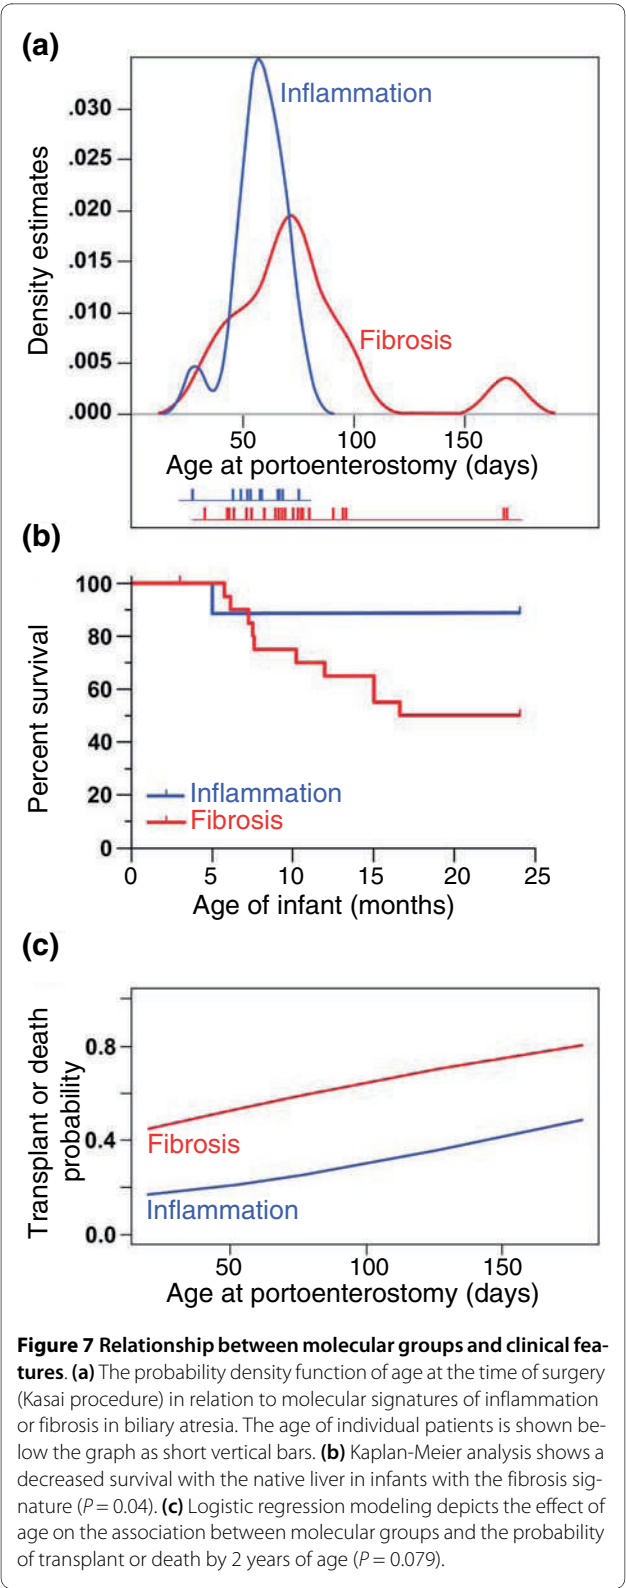 (a)
Inflammation
.030
.025
.020
.015
.010
.005
.000
Density estimates
Fibrosis
50 100 150
Age at portoenterostomy (days)
(b)
100
80
60
40
20
0
Percent survival
Inflammation
Fibrosis
0 5 10 15 20 25
Age of infant (months)
(c)
Transplant or death
probability
0.8
0.4
0.0
Fibrosis
Inflammation
50 100 150
Age at portoenterostomy (days)
Figure 7 Relationship between molecular groups and clinical fea-
tures. (a) The probability density function of age at the time of surgery
(Kasai procedure) in relation to molecular signatures of inflammation
or fibrosis in biliary atresia. The age of individual patients is shown be-
low the graph as short vertical bars. (b) Kaplan-Meier analysis shows a
decreased survival with the native liver in infants with the fibrosis sig-
nature (P = 0.04). (c) Logistic regression modeling depicts the effect of
age on the association between molecular groups and the probability
of transplant or death by 2 years of age (P = 0.079).